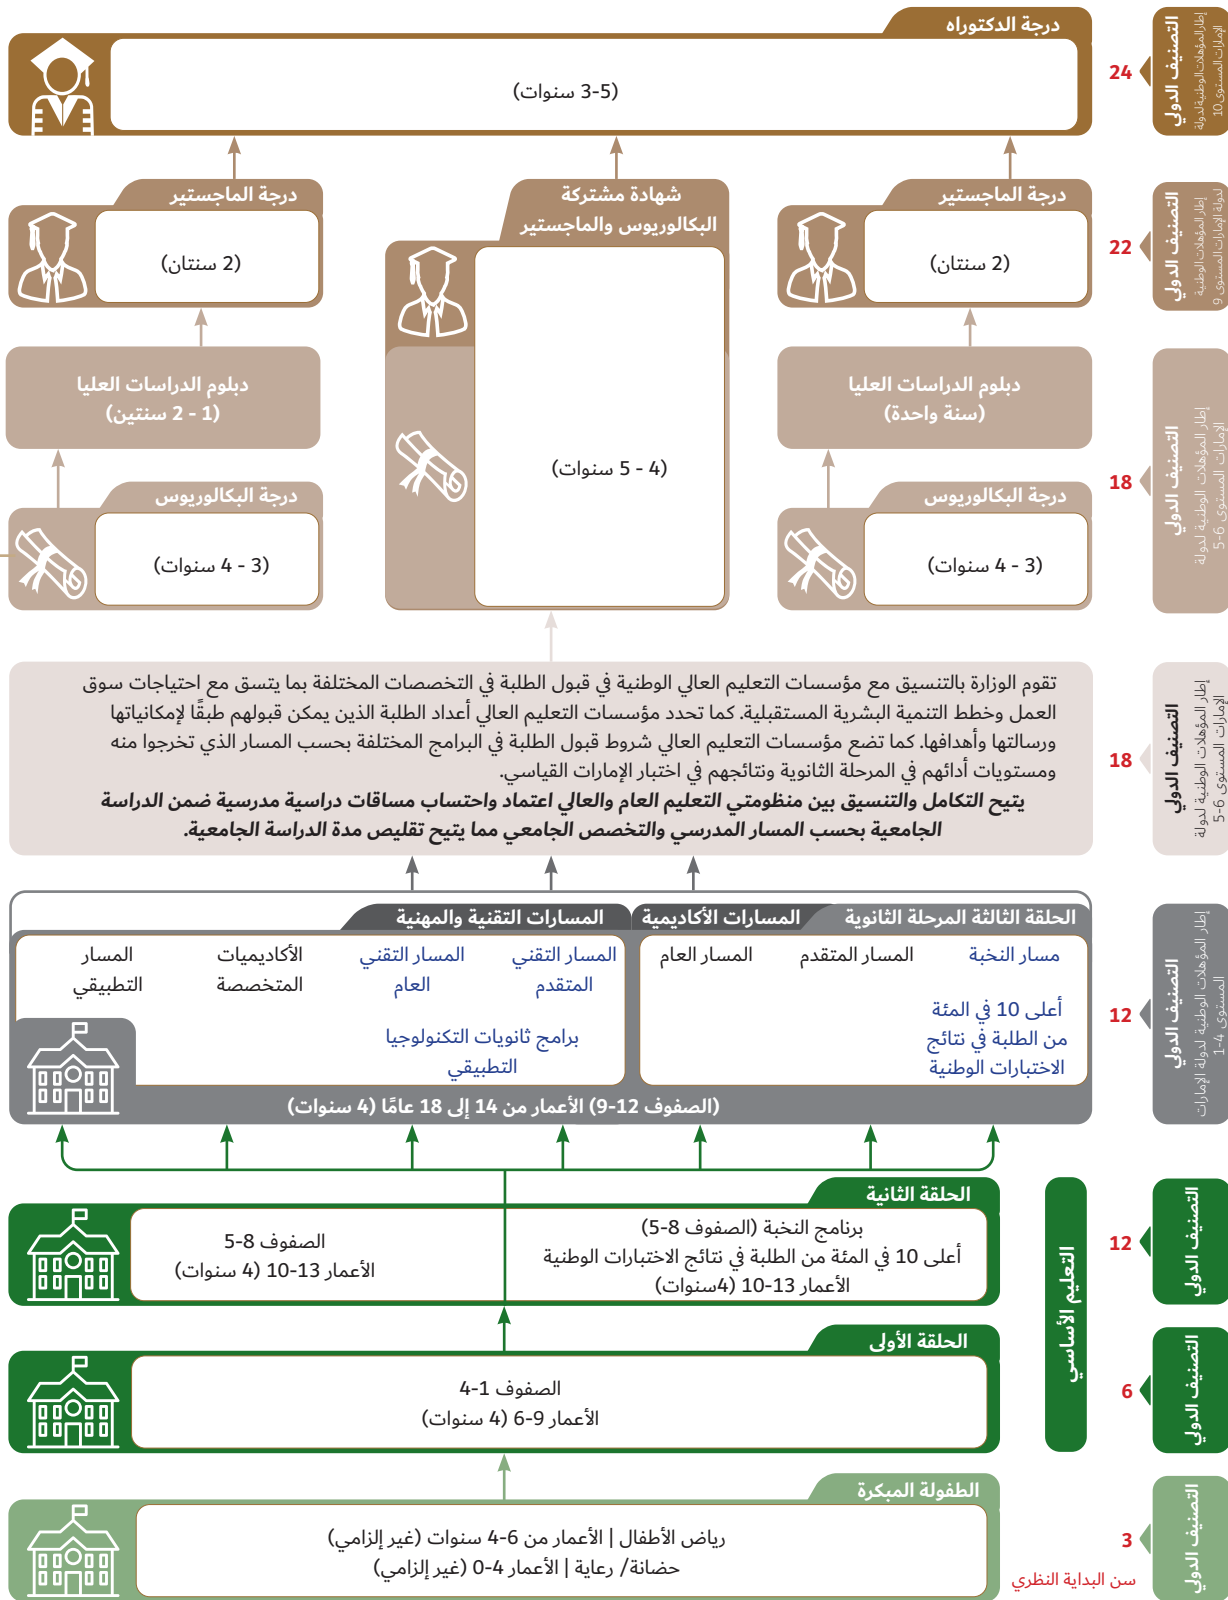 درجة الدكتوراه
(3-5 سنوات)
24
التصنيف الدولي
إطار المؤهلات الوطنية لدولة
الإمارات المستوى 10
درجة الماجستير
(2 سنتان)
شهادة مشتركة
البكالوريوس والماجستير
(4 - 5 سنوات)
درجة الماجستير
(2 سنتان)
22
التصنيف الدولي
إطار المؤهلات الوطنية
لدولة الإمارات المستوى 9
دبلوم الدراسات العليا
(سنة واحدة)
دبلوم الدراسات العليا
(1 - 2 سنتين)
درجة البكالوريوس
(3 - 4 سنوات)
درجة البكالوريوس
(3 - 4 سنوات)
18
التصنيف الدولي
إطار المؤهلات الوطنية لدولة
الإمارات المستوى 6-5
تقوم الوزارة بالتنسيق مع مؤسسات التعليم العالي الوطنية في قبول الطلبة في التخصصات المختلفة بما يتسق مع احتياجات سوق
العمل وخطط التنمية البشرية المستقبلية. كما تحدد مؤسسات التعليم العالي أعداد الطلبة الذين يمكن قبولهم طبقًا لإمكانياتها
ورسالتها وأهدافها. كما تضع مؤسسات التعليم العالي شروط قبول الطلبة في البرامج المختلفة بحسب المسار الذي تخرجوا منه
ومستويات أدائهم في المرحلة الثانوية ونتائجهم في اختبار الإمارات القياسي.
يتيح التكامل والتنسيق بين منظومتي التعليم العام والعالي اعتماد واحتساب مساقات دراسية مدرسية ضمن الدراسة
الجامعية بحسب المسار المدرسي والتخصص الجامعي مما يتيح تقليص مدة الدراسة الجامعية.
18
التصنيف الدولي
إطار المؤهلات الوطنية لدولة
الإمارات المستوى 6-5
الحلقة الثالثة المرحلة الثانوية
المسارات الأكاديمية
المسارات التقنية والمهنية
مسار النخبة
أعلى 10 في المئة
من الطلبة في نتائج
الاختبارات الوطنية
المسار المتقدم
المسار العام
المسار التقني
المتقدم
المسار التقني
العام
برامج ثانويات التكنولوجيا
التطبيقي
الأكاديميات
المتخصصة
المسار
التطبيقي
(الصفوف 12-9) الأعمار من 14 إلى 18 عامًا (4 سنوات)
12
التصنيف الدولي
إطار المؤهلات الوطنية لدولة الإمارات
المستوى 4-1
الحلقة الثانية
برنامج النخبة (الصفوف 8-5)
أعلى 10 في المئة من الطلبة في نتائج الاختبارات الوطنية
الأعمار 13-10 (4سنوات)
الصفوف 8-5
الأعمار 13-10 (4 سنوات)
التعليم الأساسي
12
التصنيف الدولي
الحلقة الأولى
الصفوف 1-4
الأعمار 9-6 (4 سنوات)
6
التصنيف الدولي
الطفولة المبكرة
رياض الأطفال | الأعمار من 6-4 سنوات (غير إلزامي)
حضانة/ رعاية | الأعمار 4-0 (غير إلزامي)
3
سن البداية النظري
التصنيف الدولي